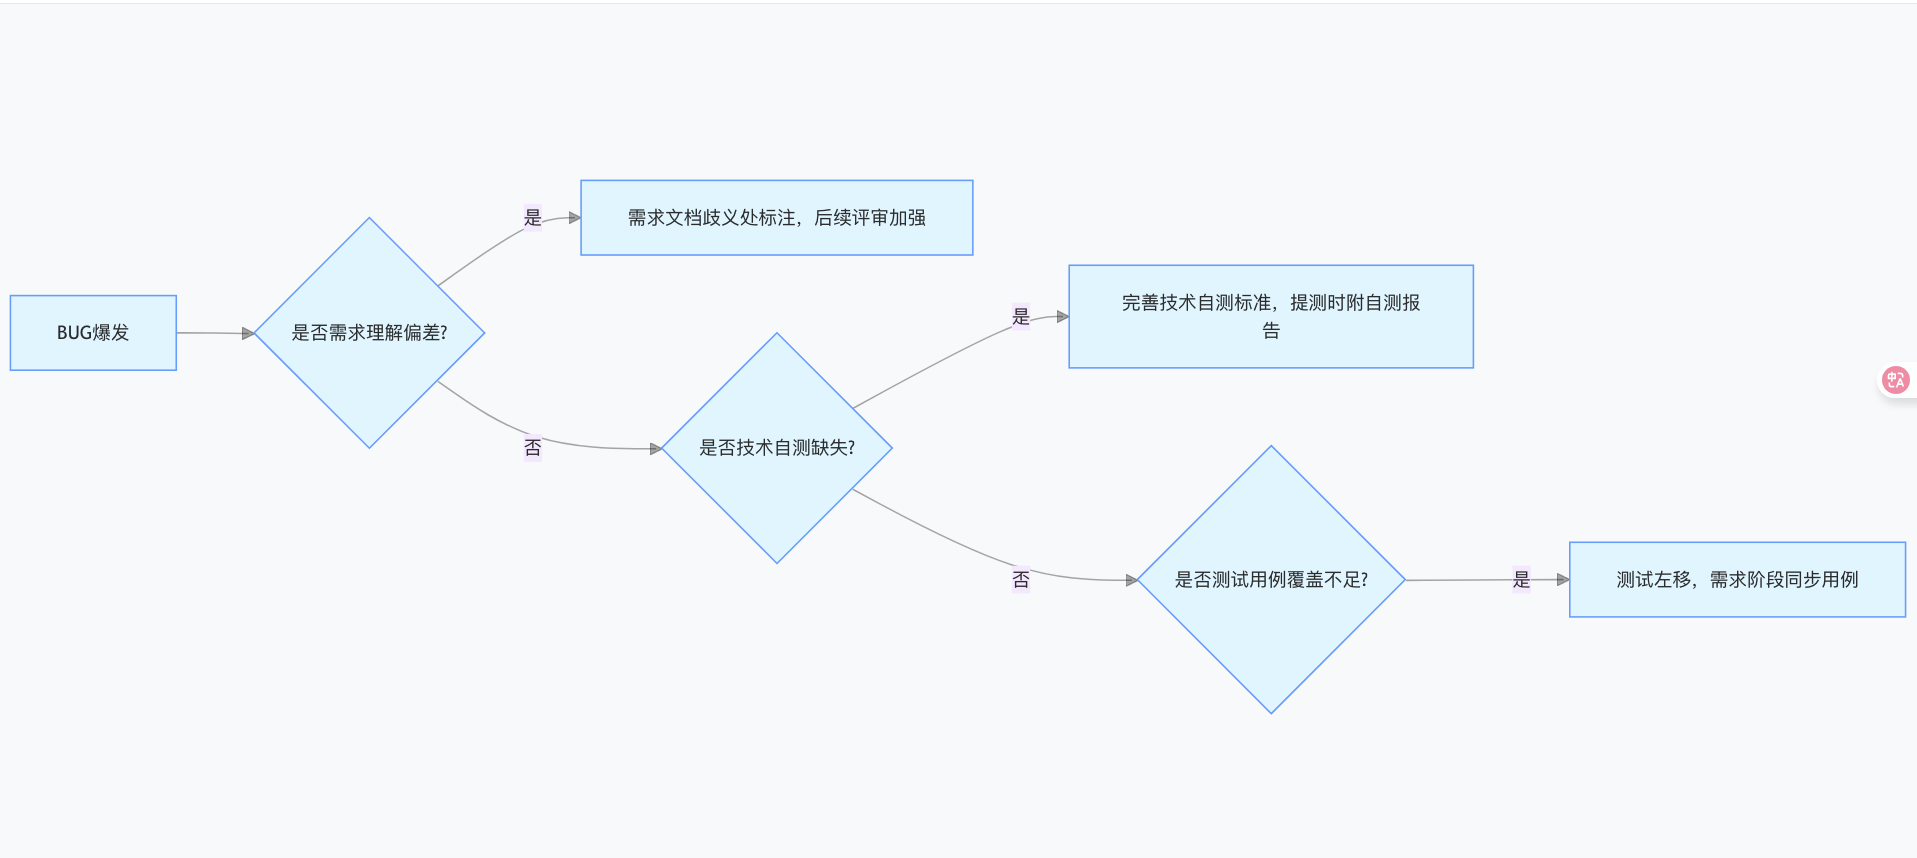 BUG爆发
是否需求理解偏差?
是
需求文档歧义处标注，后续评审加强
否
是否技术自测缺失?
是
完善技术自测标准，提测时附自测报
告
否
是否测试用例覆盖不足?
是
测试左移，需求阶段同步用例
中
A